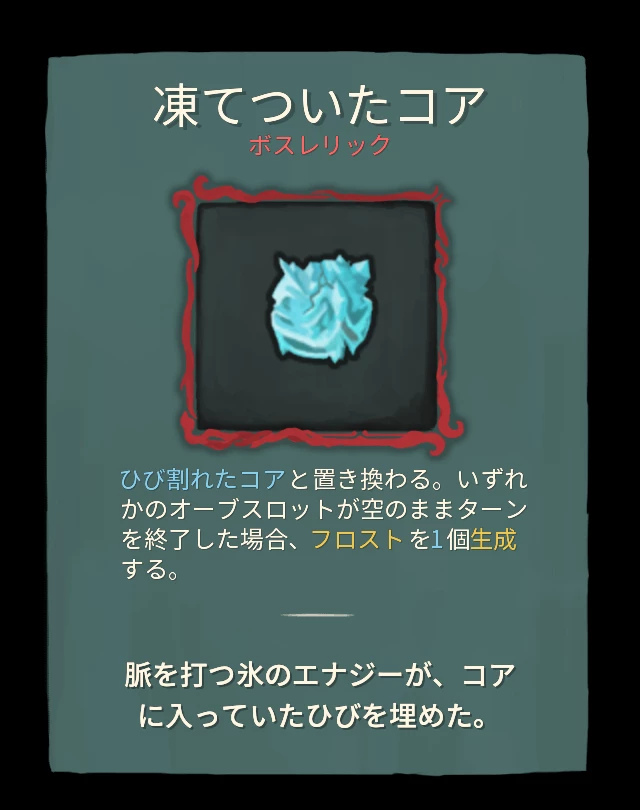 凍てついたコア
ボスレリック
ひび割れたコアと置き換わる。いずれ
かのオーブスロットが空のままターン
を終了した場合、フロストを1個生成
する。
脈を打つ氷のエナジーが、コア
に入っていたひびを埋めた。